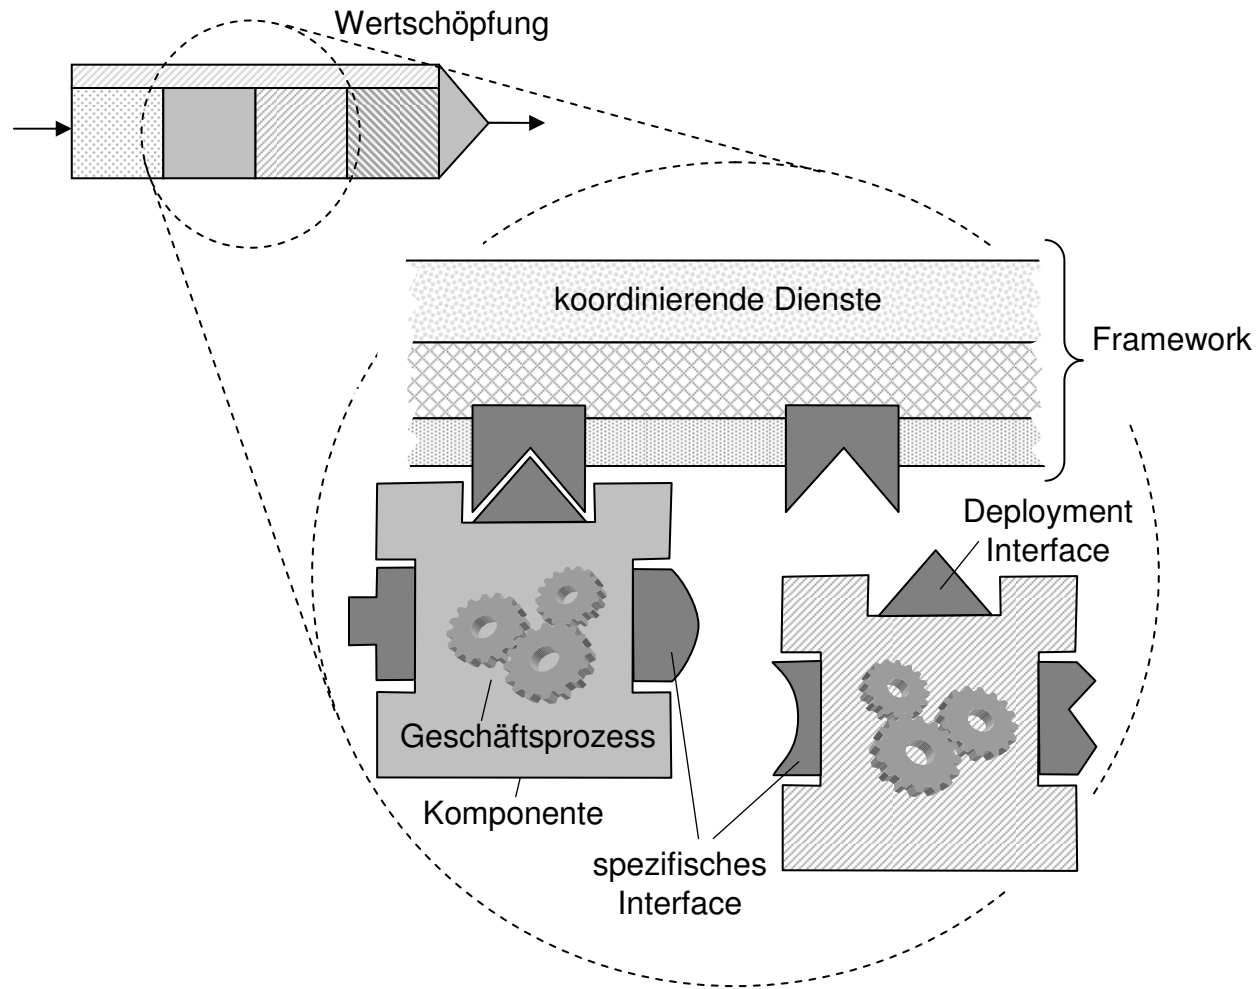 Wertschöpfung
koordinierende Dienste
Framework
Deployment
Interface
Geschäftsprozess
Komponente
spezifisches
Interface